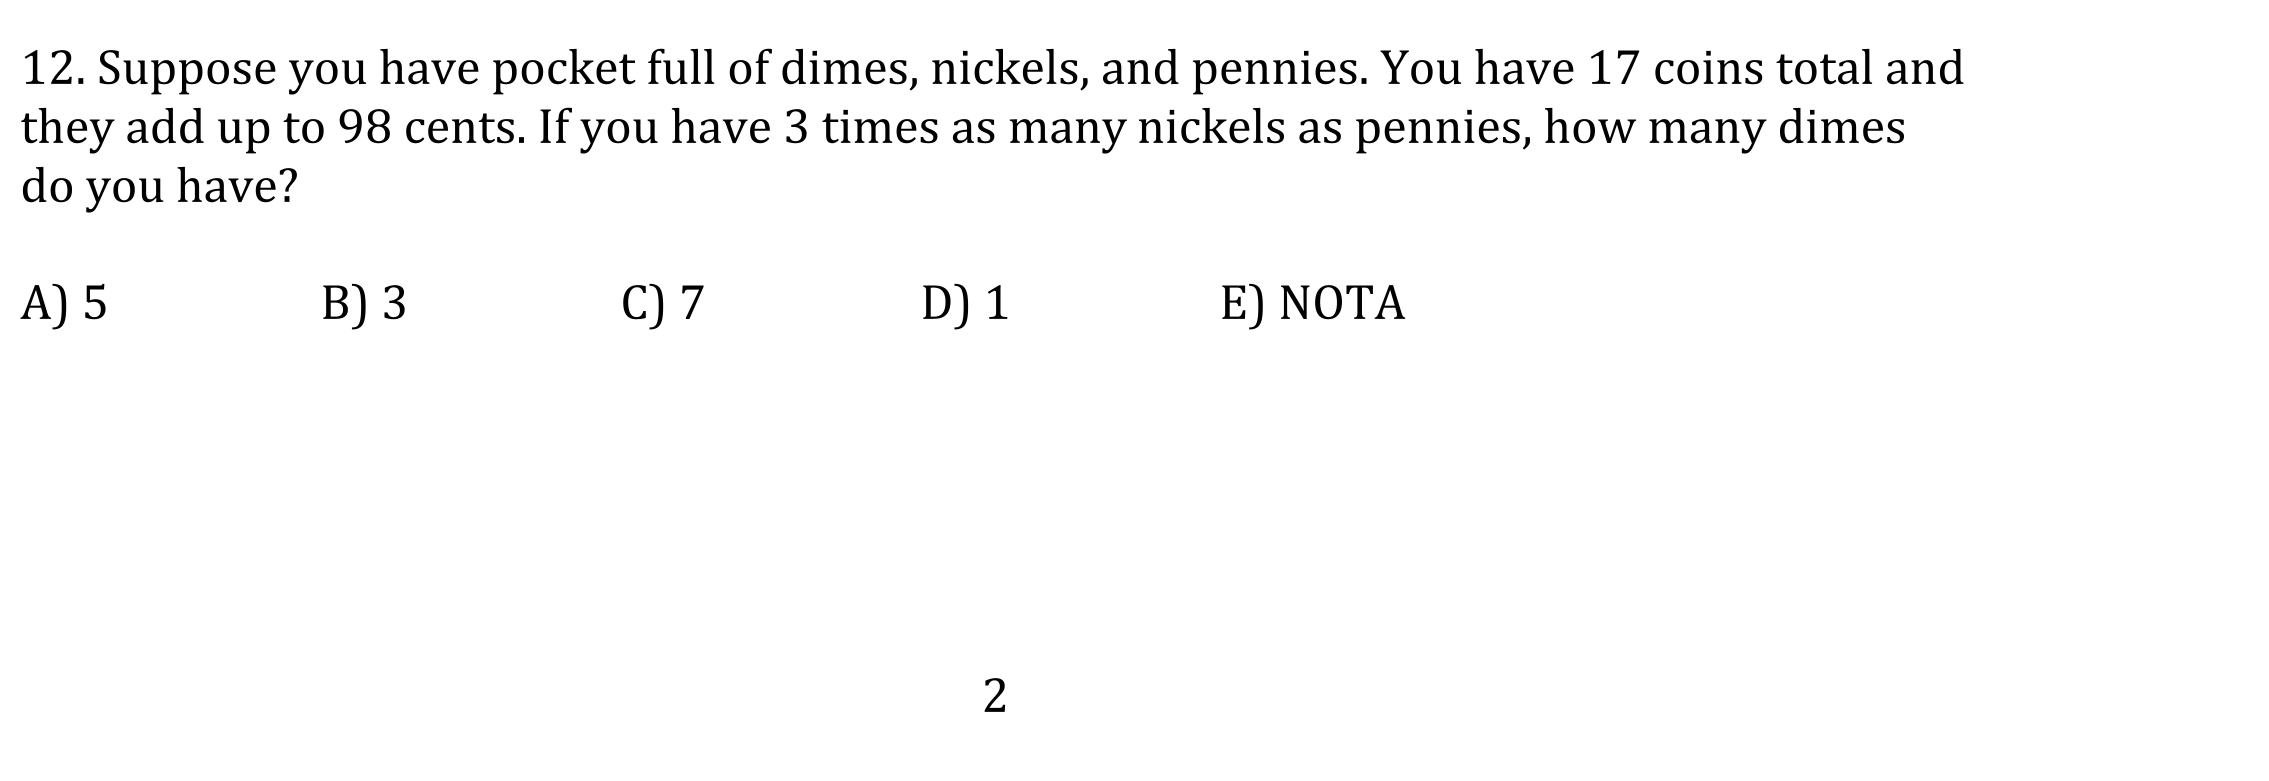 12. Suppose you have pocket full of dimes, nickels, and pennies. You have 17 coins total and
they add up to 98 cents. If you have 3 times as many nickels as pennies, how many dimes
do you have?
A) 5 B) 3 C) 7 D) 1 E) NOTA
2